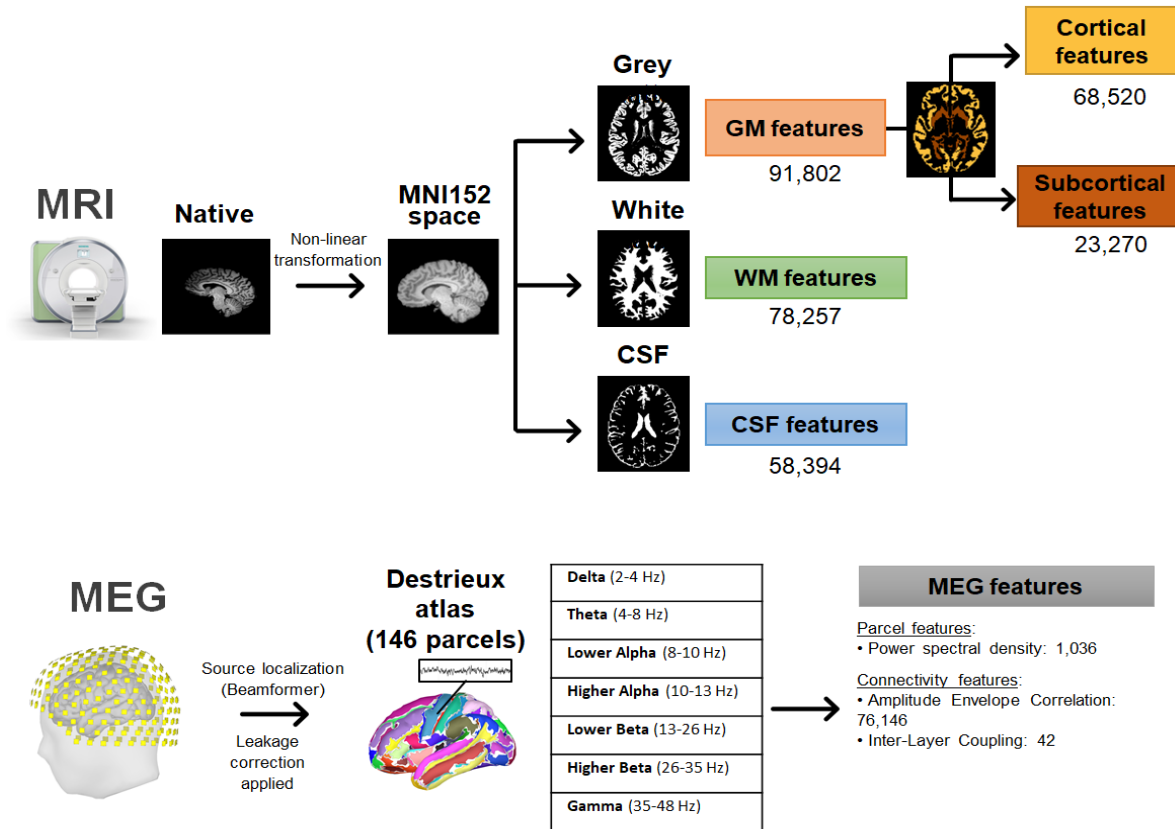 Cortical
features
68,520
Grey
GM features
91,802
Subcortical
features
23,270
MRI
Native
Non-linear
transformation
MNI152
space
White
WM features
78,257
CSF
CSF features
58,394
MEG
Source localization
(Beamformer)
Leakage
correction
applied
Destrieux
atlas
(146 parcels)
Delta (2-4 Hz)
Theta (4-8 Hz)
Lower Alpha (8-10 Hz)
Higher Alpha (10-13 Hz)
Lower Beta (13-26 Hz)
Higher Beta (26-35 Hz)
Gamma (35-48 Hz)
MEG features
Parcel features:
• Power spectral density: 1,036
Connectivity features:
• Amplitude Envelope Correlation:
76,146
• Inter-Layer Coupling: 42